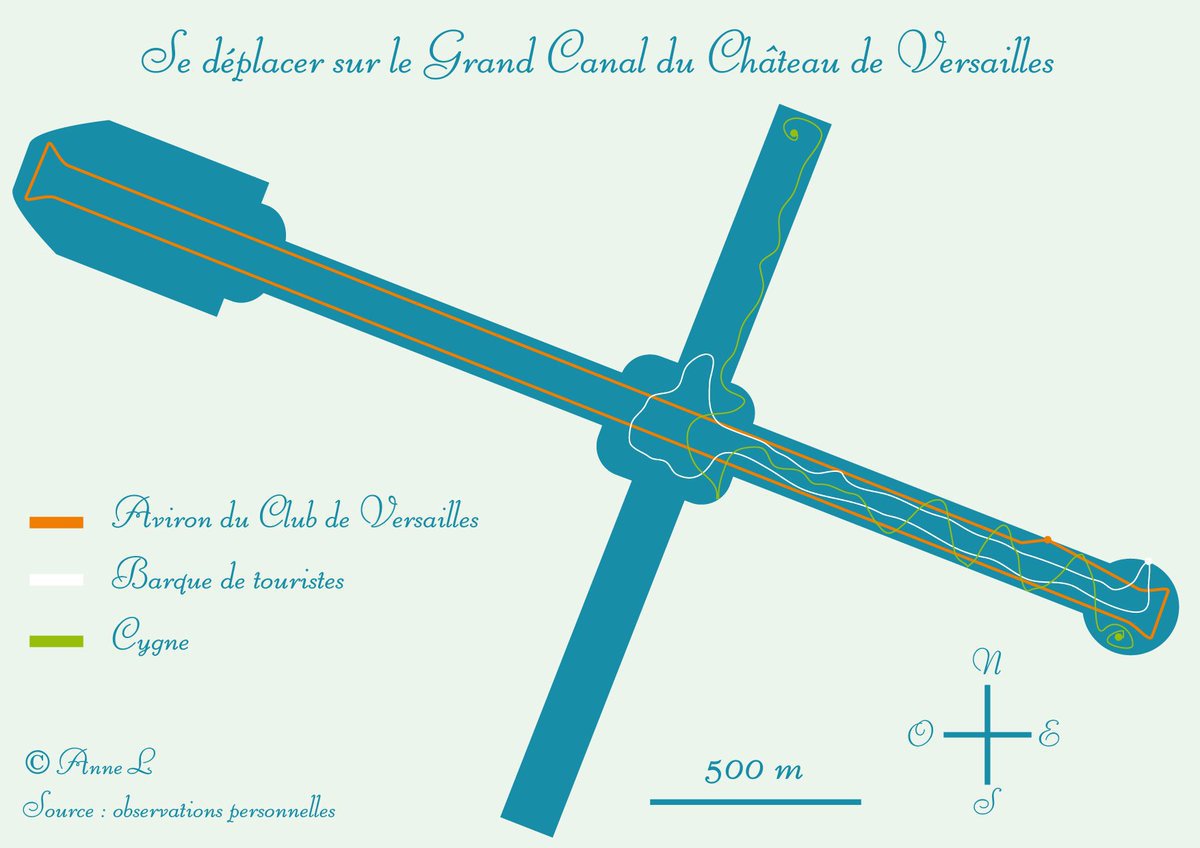 Se déplacer sur le Grand Canal du Château de Versailles
Aviron du Club de Versailles
Barque de touristes
Cygne
N
O
E
S
500 m
© Anne L
Source : observations personnelles